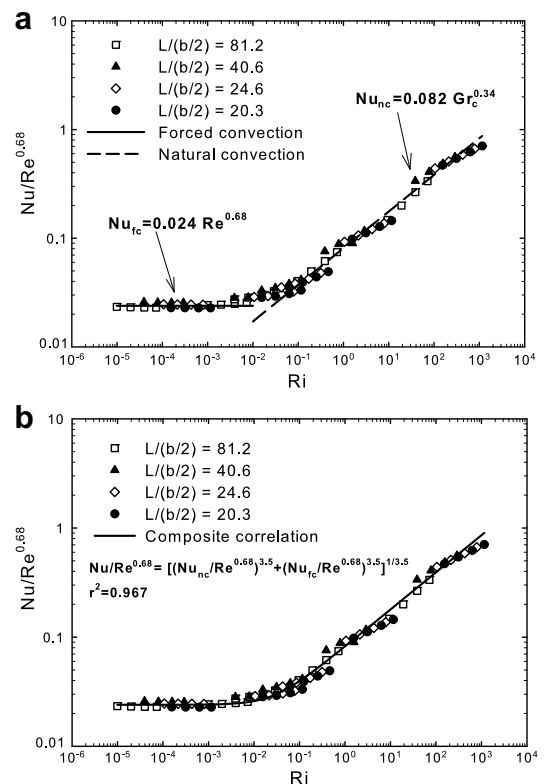 a
10
1
0.1
0.01
Nu/Re^0.68
L/(b/2) = 81.2
L/(b/2) = 40.6
L/(b/2) = 24.6
L/(b/2) = 20.3
Forced convection
Natural convection
Nu_nc=0.082 Gr_c^0.34
Nu_fc=0.024 Re^0.68
10^-6 10^-5 10^-4 10^-3 10^-2 10^-1 10^0 10^1 10^2 10^3 10^4
Ri
b
10
1
0.1
0.01
Nu/Re^0.68
L/(b/2) = 81.2
L/(b/2) = 40.6
L/(b/2) = 24.6
L/(b/2) = 20.3
Composite correlation
Nu/Re^0.68= [(Nu_nc/Re^0.68)^3.5+(Nu_fc/Re^0.68)^3.5]^1/3.5
r^2=0.967
10^-6 10^-5 10^-4 10^-3 10^-2 10^-1 10^0 10^1 10^2 10^3 10^4
Ri